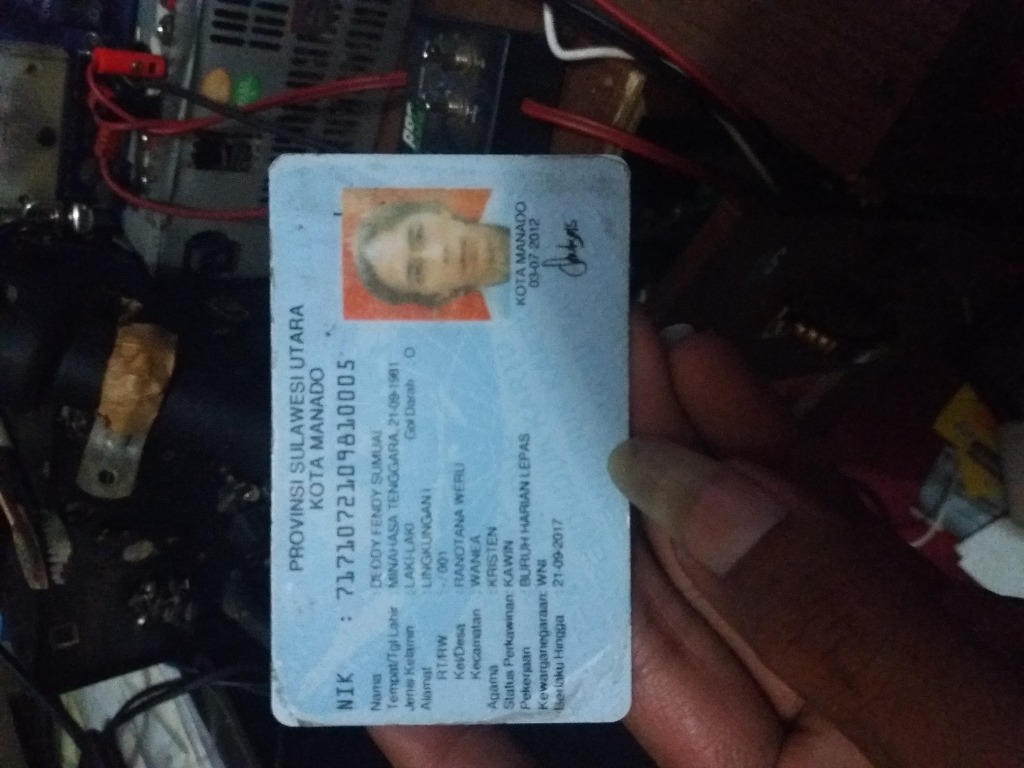 PROVINSI SULAWESI UTARA
KOTA MANADO
NIK : 7171072109810005
Nama : DEDDY FENDY SUMUAL
Tempat/Tgl Lahir : MINAHASA TENGGARA, 21-09-1981
Jenis Kelamin : LAKI-LAKI Gol Darah : O
Alamat : LINGKUNGAN I
RT/RW : - / 001
Kel/Desa : RANOTANA WERU
Kecamatan : WANEA
Agama : KRISTEN
Status Perkawinan: KAWIN
Pekerjaan : BURUH HARIAN LEPAS
Kewarganegaraan: WNI
Berlaku Hingga : 21-09-2017
KOTA MANADO
03-07-2012